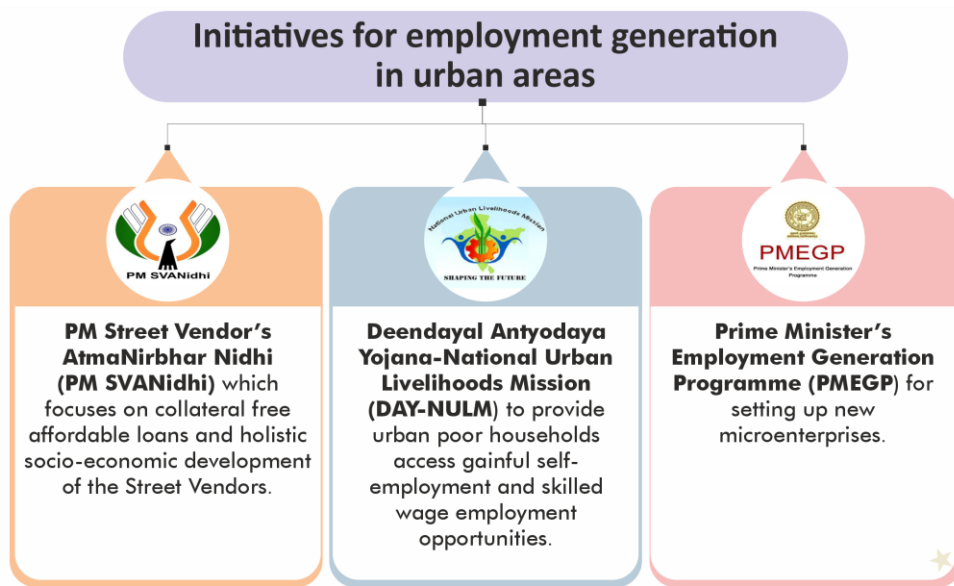 Initiatives for employment generation
in urban areas
PM SVANidhi
PM Street Vendor's
AtmaNirbhar Nidhi
(PM SVANidhi) which
focuses on collateral free
affordable loans and holistic
socio-economic development
of the Street Vendors.
National Urban Livelihoods Mission
SHAPING THE FUTURE
Deendayal Antyodaya
Yojana-National Urban
Livelihoods Mission
(DAY-NULM) to provide
urban poor households
access gainful self-
employment and skilled
wage employment
opportunities.
PMEGP
Prime Minister's Employment Generation
Programme
Prime Minister's
Employment Generation
Programme (PMEGP) for
setting up new
microenterprises.